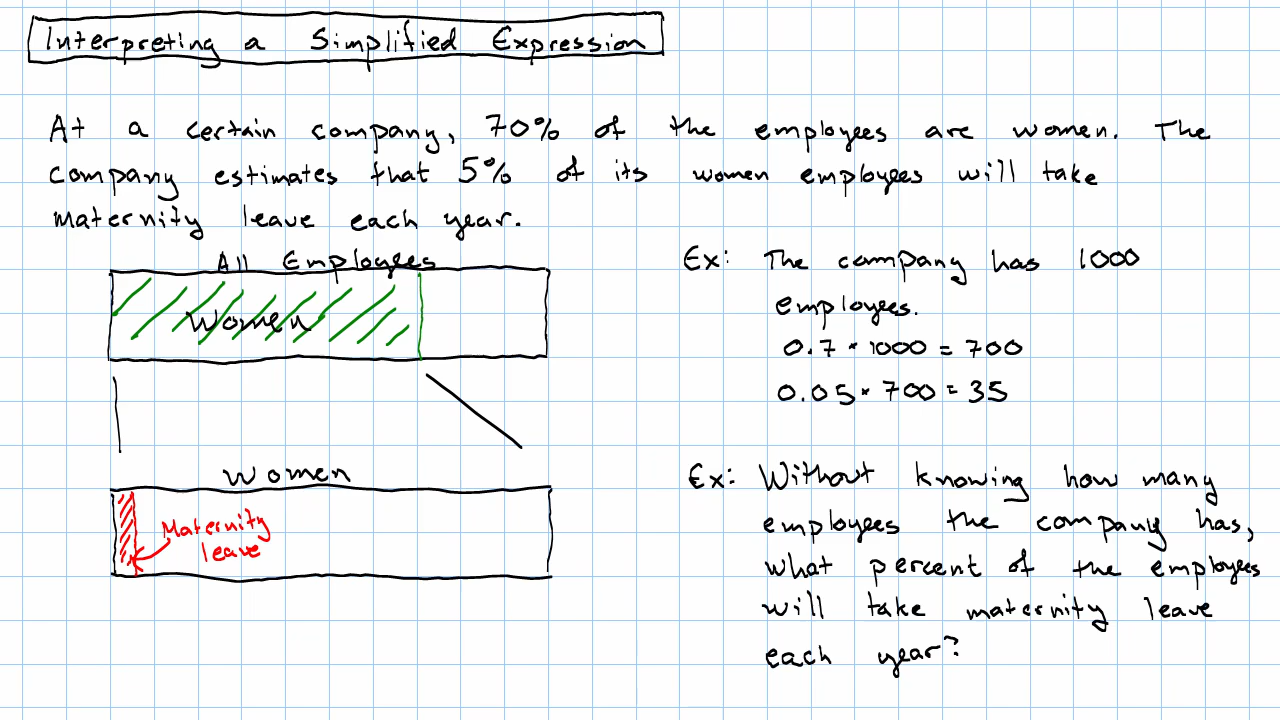 Interpreting a Simplified Expression
At a certain company, 70% of the employees are women. The
company estimates that 5% of its women employees will take
maternity leave each year.
All Employees
Women
Women
Maternity
leave
Ex: The company has 1000
employees.
0.7 * 1000 = 700
0.05 * 700 = 35
Ex: Without knowing how many
employees the company has,
what percent of the employees
will take maternity leave
each year?